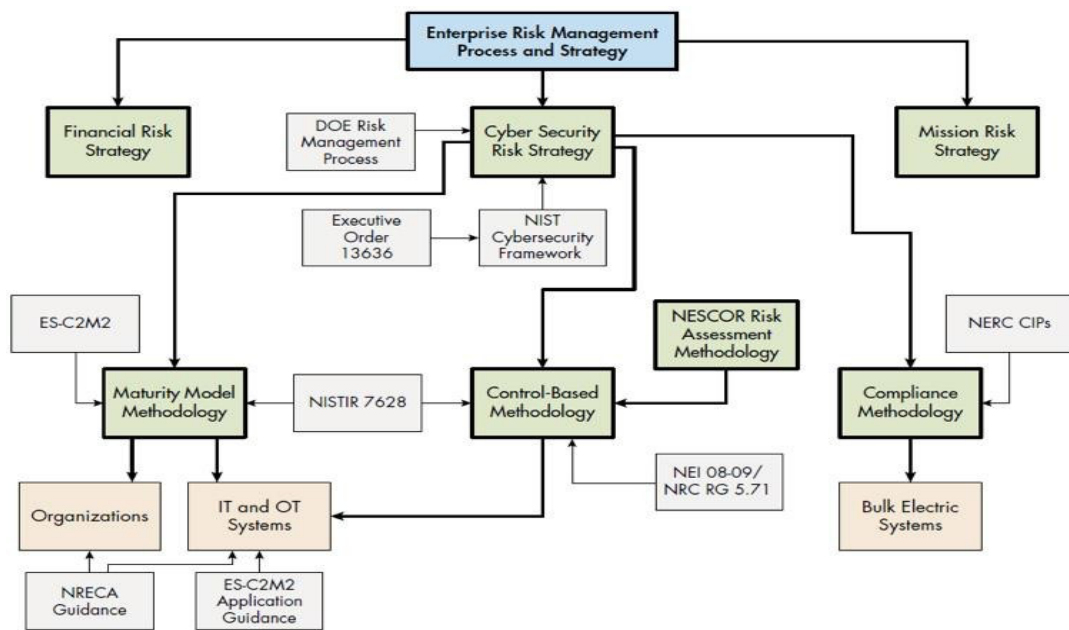 Enterprise Risk Management
Process and Strategy
Financial Risk
Strategy
DOE Risk
Management
Process
Cyber Security
Risk Strategy
Mission Risk
Strategy
Executive
Order
13636
NIST
Cybersecurity
Framework
ES-C2M2
NESCOR Risk
Assessment
Methodology
NERC CIPs
Maturity Model
Methodology
NISTIR 7628
Control-Based
Methodology
Compliance
Methodology
NEI 08-09/
NRC RG 5.71
Organizations
IT and OT
Systems
Bulk Electric
Systems
NRECA
Guidance
ES-C2M2
Application
Guidance